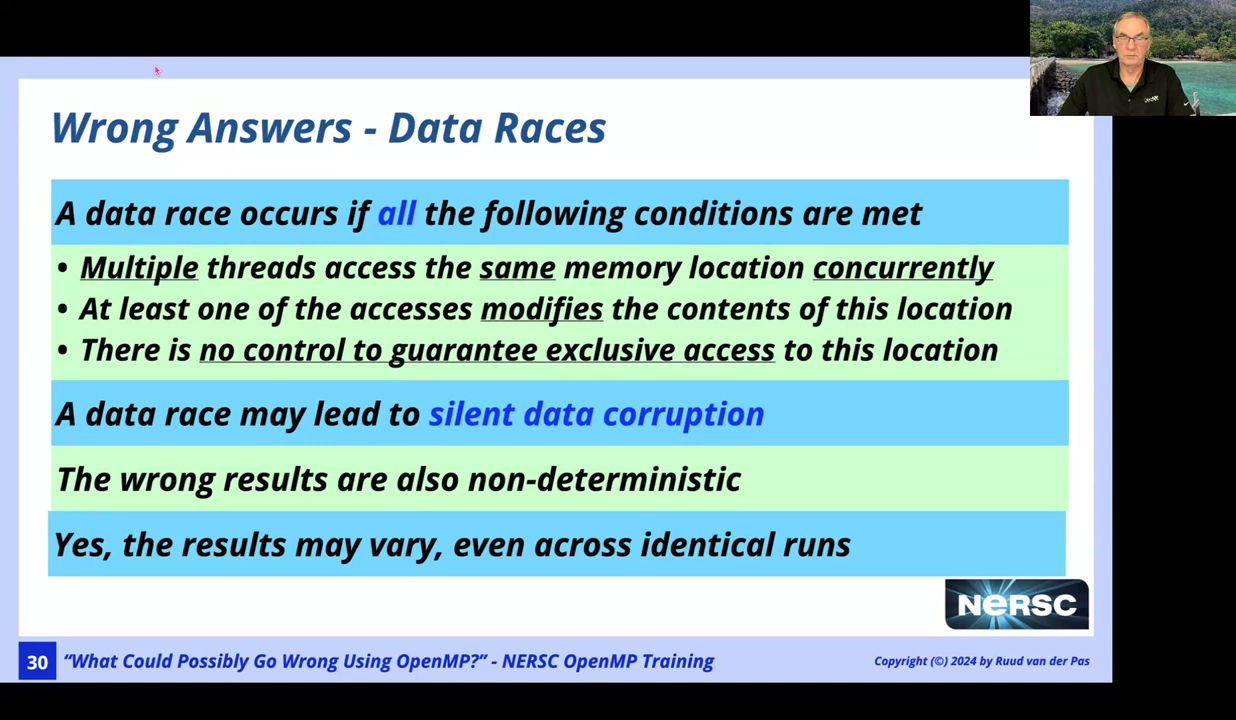 Wrong Answers - Data Races
A data race occurs if all the following conditions are met
• Multiple threads access the same memory location concurrently
• At least one of the accesses modifies the contents of this location
• There is no control to guarantee exclusive access to this location
A data race may lead to silent data corruption
The wrong results are also non-deterministic
Yes, the results may vary, even across identical runs
NeRSC
30 “What Could Possibly Go Wrong Using OpenMP?” - NERSC OpenMP Training
Copyright (©) 2024 by Ruud van der Pas